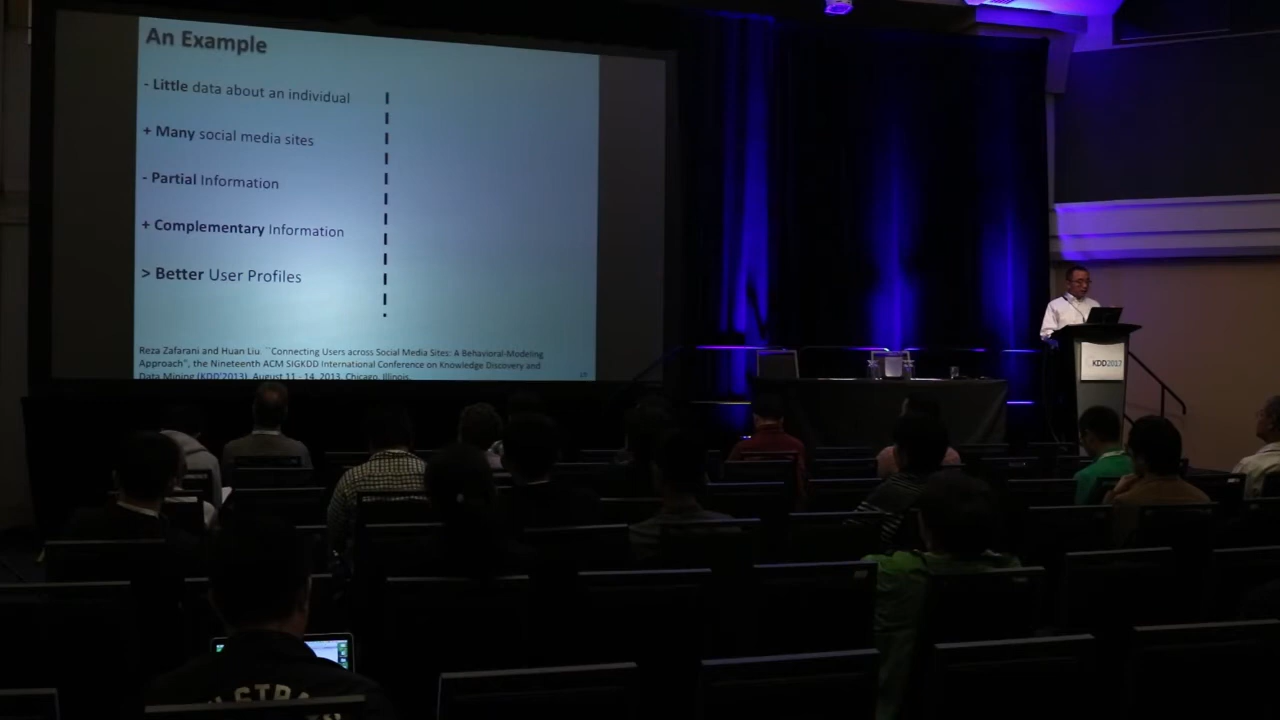 An Example
- Little data about an individual
+ Many social media sites
- Partial Information
+ Complementary Information
> Better User Profiles
Reza Zafarani and Huan Liu. ``Connecting Users across Social Media Sites: A Behavioral-Modeling
Approach", the Nineteenth ACM SIGKDD International Conference on Knowledge Discovery and
Data Mining (KDD'2013), August 11 - 14, 2013. Chicago, Illinois.
KDD2017